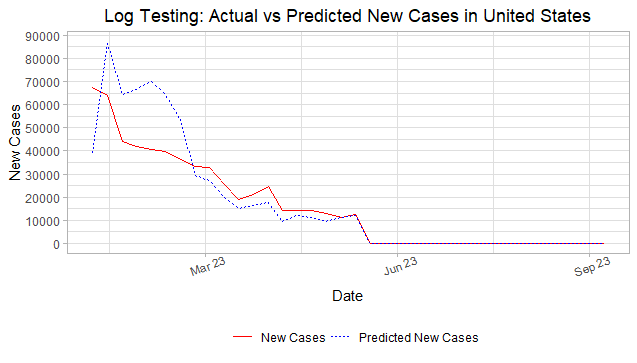 Log Testing: Actual vs Predicted New Cases in United States
90000
80000
70000
60000
50000
40000
30000
20000
10000
0
New Cases
Mar 23
Jun 23
Sep 23
Date
New Cases
Predicted New Cases